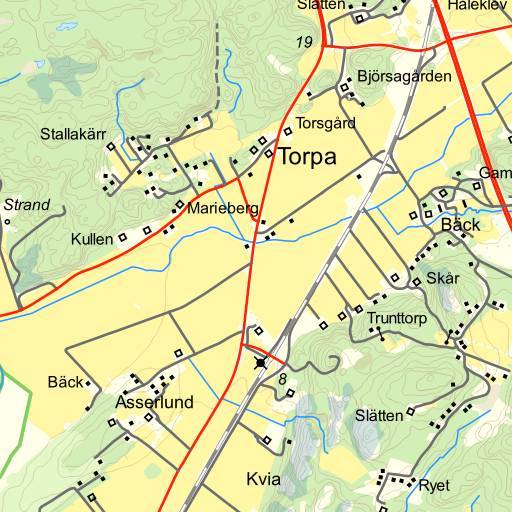 Slätten
Håleklev
19
Björsagården
Torsgård
Stallakärr
Torpa
Gam
Strand
Marieberg
Bäck
Kullen
Skår
Trunttorp
8
Bäck
Asserlund
Slätten
Kvia
Ryet